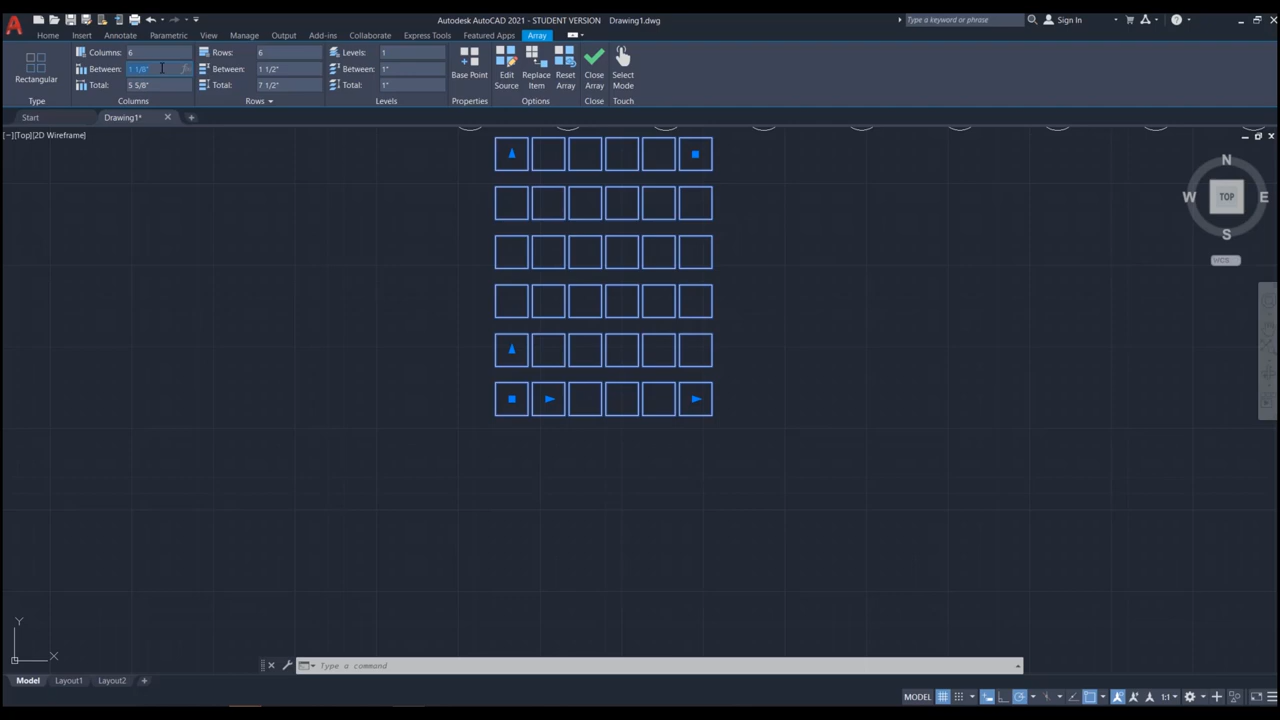 Autodesk AutoCAD 2021 - STUDENT VERSION Drawing1.dwg
Type a keyword or phrase
Sign In
Home Insert Annotate Parametric View Manage Output Add-ins Collaborate Express Tools Featured Apps Array
Columns: 6 Rows: 6 Levels: 1
Between: 1 1/8" Between: 1 1/2" Between: 1"
Total: 5 5/8" Total: 7 1/2" Total: 1"
Rectangular
Base Point
Edit Source
Replace Item
Reset Array
Close Array
Select Mode
Type Columns Rows Levels Properties Options Close Touch
Start Drawing1*
[−][Top][2D Wireframe]
N
W TOP E
S
WCS
Y
X
Type a command
Model Layout1 Layout2
MODEL 1:1